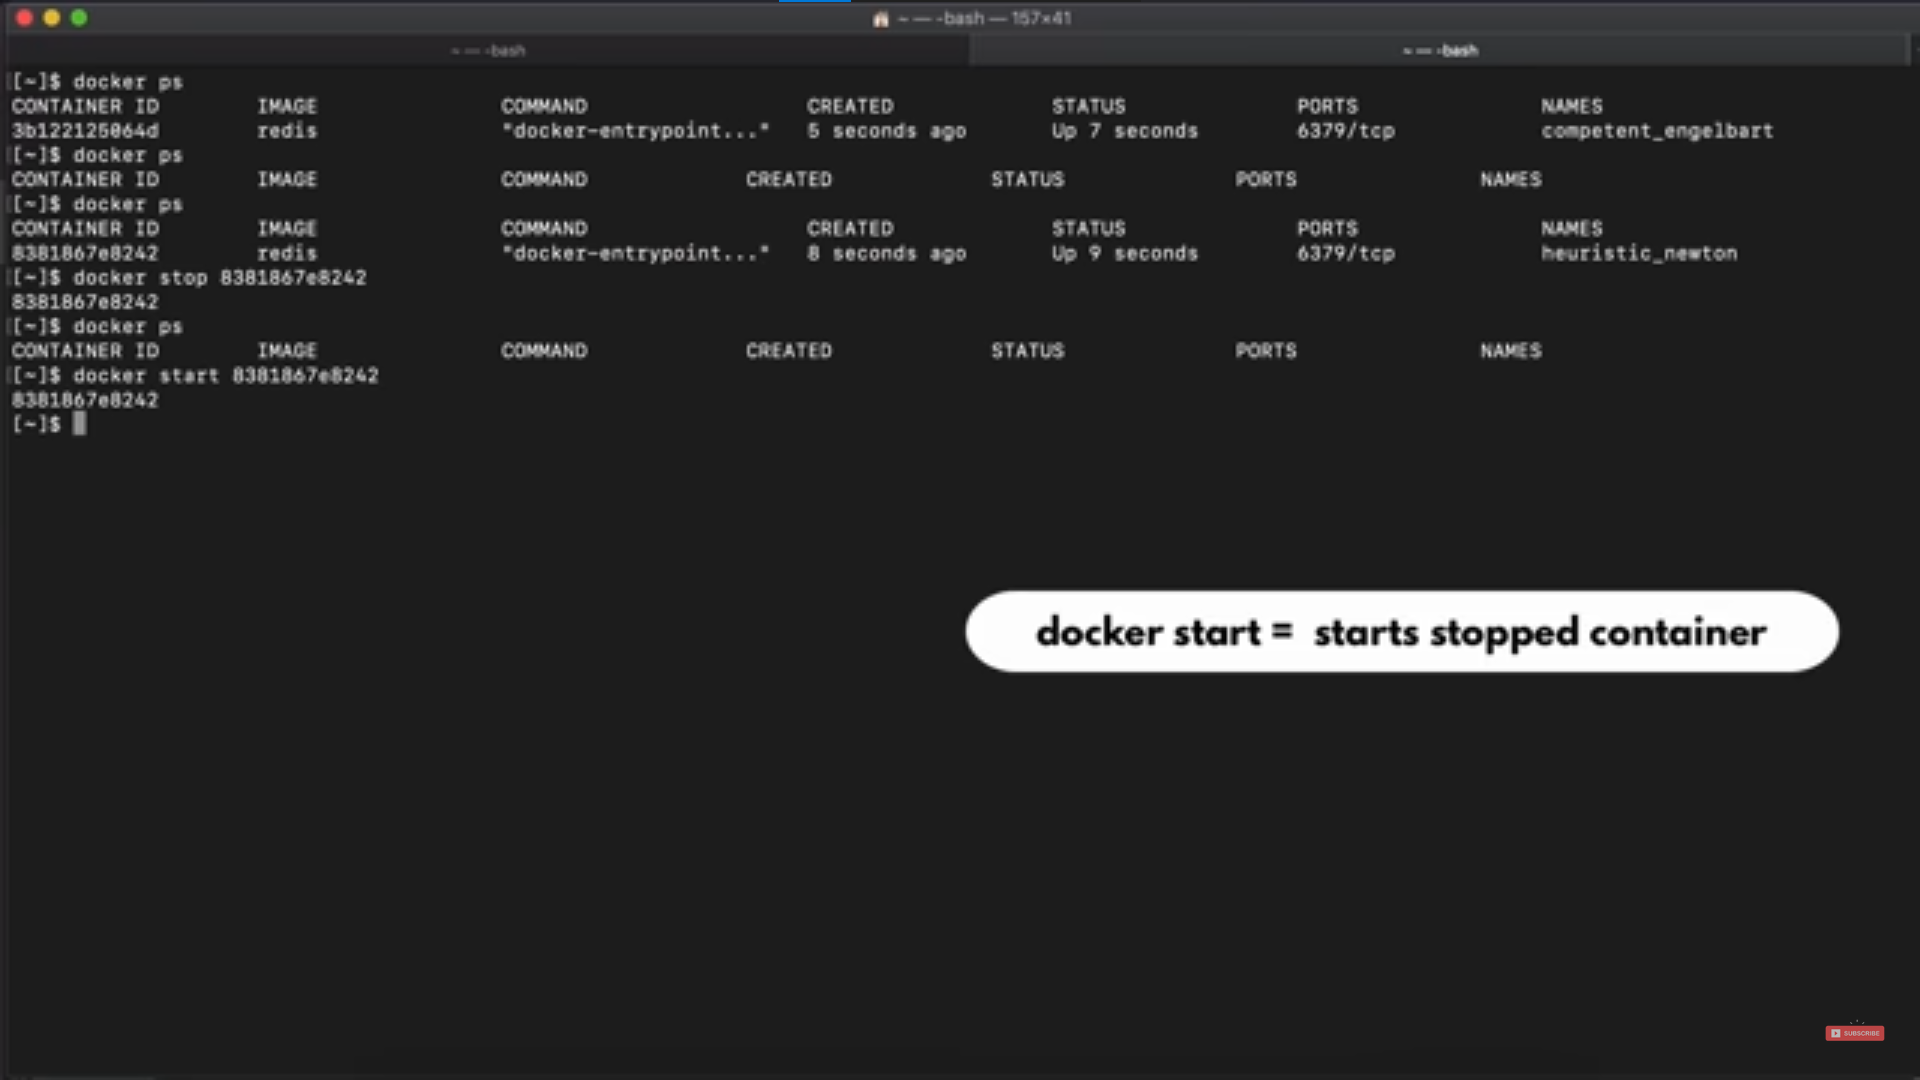 ~ — -bash — 157×41
~ — -bash
~ — -bash
[~]$ docker ps
CONTAINER ID IMAGE COMMAND CREATED STATUS PORTS NAMES
3b122125064d redis "docker-entrypoint..." 5 seconds ago Up 7 seconds 6379/tcp competent_engelbart
[~]$ docker ps
CONTAINER ID IMAGE COMMAND CREATED STATUS PORTS NAMES
[~]$ docker ps
CONTAINER ID IMAGE COMMAND CREATED STATUS PORTS NAMES
8381867e8242 redis "docker-entrypoint..." 8 seconds ago Up 9 seconds 6379/tcp heuristic_newton
[~]$ docker stop 8381867e8242
8381867e8242
[~]$ docker ps
CONTAINER ID IMAGE COMMAND CREATED STATUS PORTS NAMES
[~]$ docker start 8381867e8242
8381867e8242
[~]$
docker start = starts stopped container
SUBSCRIBE